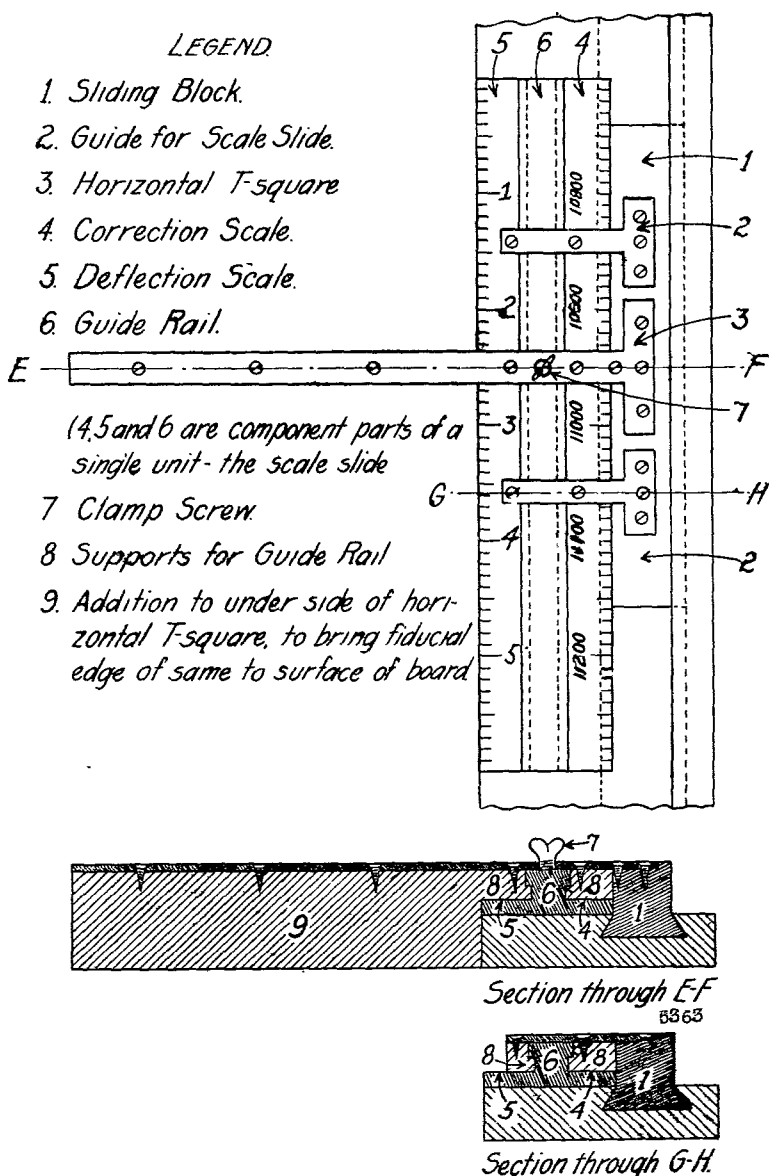 LEGEND.
1. Sliding Block.
2. Guide for Scale Slide.
3. Horizontal T-square
4. Correction Scale.
5. Deflection Scale.
6. Guide Rail.
(4,5 and 6 are component parts of a
single unit - the scale slide
7 Clamp Screw.
8 Supports for Guide Rail
9. Addition to under side of hori-
zontal T-square, to bring fiducial
edge of same to surface of board
5 6 4
1
1
10800
2
2
10600
3
E F
7
3
11000
G H
4
2
5
11200
7
8 6 8
9 5 4 1
Section through E-F
5363
8 6 8
5 4 1
Section through G-H.